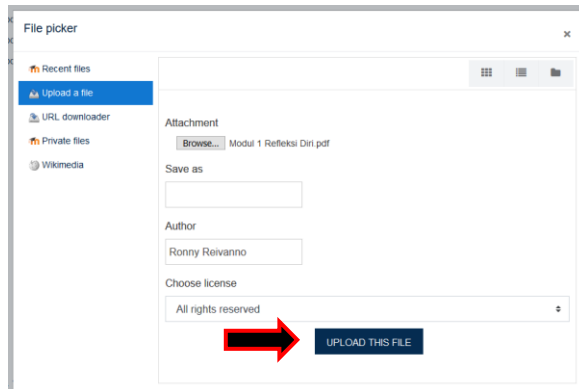 File picker
×
Recent files
Upload a file
URL downloader
Private files
Wikimedia
Attachment
Browse... Modul 1 Refleksi Diri.pdf
Save as
Author
Ronny Reivanno
Choose license
All rights reserved
UPLOAD THIS FILE